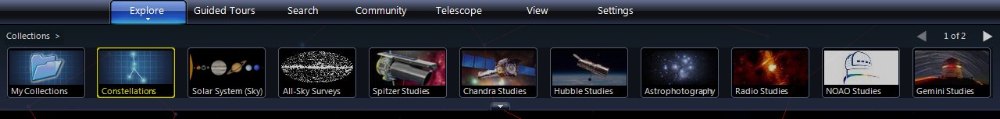 Explore Guided Tours Search Community Telescope View Settings
Collections > 1 of 2
My Collections Constellations Solar System (Sky) All-Sky Surveys Spitzer Studies Chandra Studies Hubble Studies Astrophotography Radio Studies NOAO Studies Gemini Studies